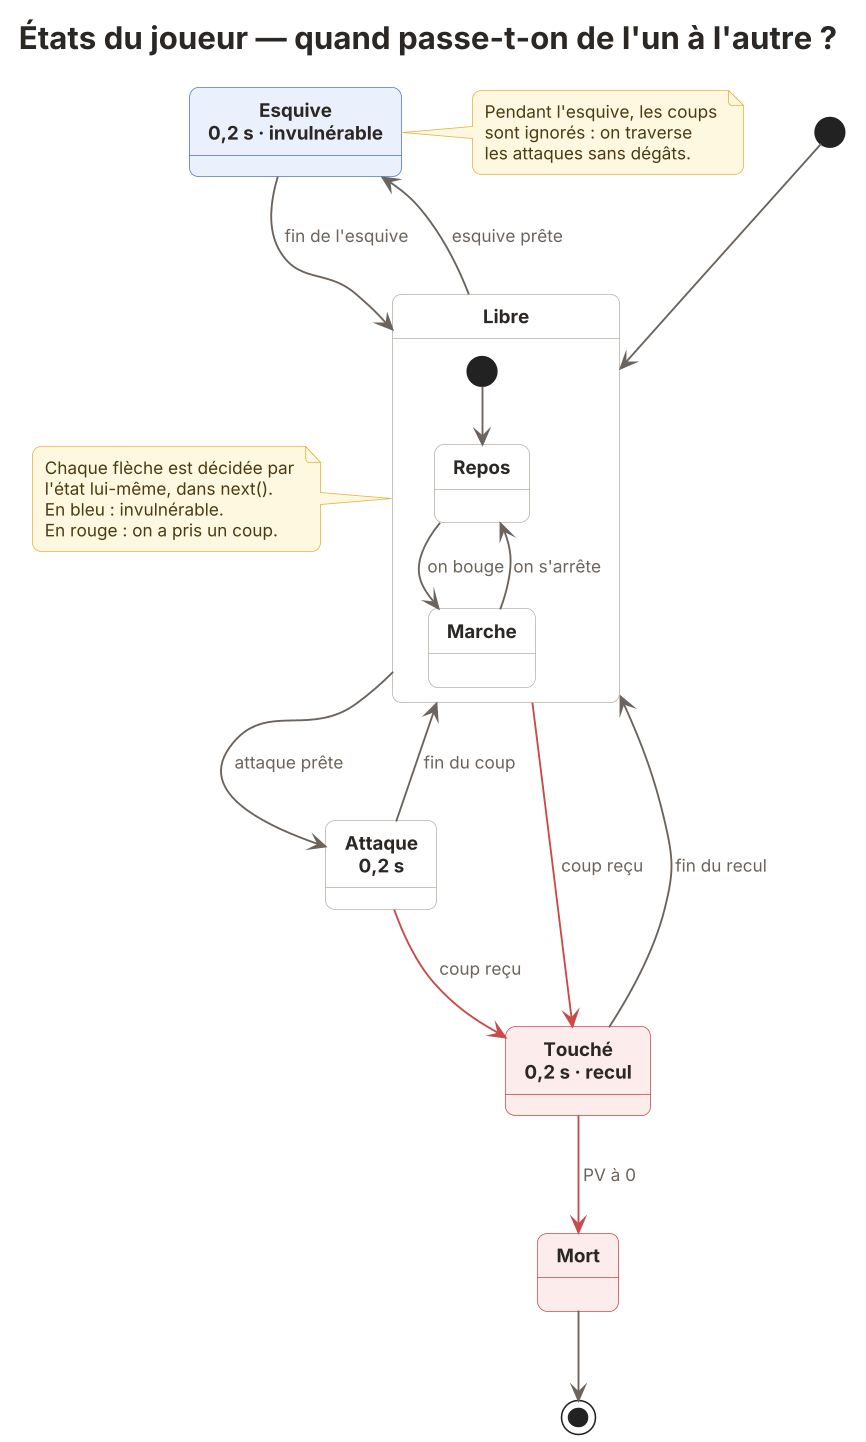 États du joueur — quand passe-t-on de l'un à l'autre ?
Esquive
0,2 s · invulnérable
Pendant l'esquive, les coups
sont ignorés : on traverse
les attaques sans dégâts.
fin de l'esquive
esquive prête
Libre
Chaque flèche est décidée par
l'état lui-même, dans next().
En bleu : invulnérable.
En rouge : on a pris un coup.
Repos
on bouge
on s'arrête
Marche
attaque prête
fin du coup
Attaque
0,2 s
coup reçu
fin du recul
coup reçu
Touché
0,2 s · recul
PV à 0
Mort